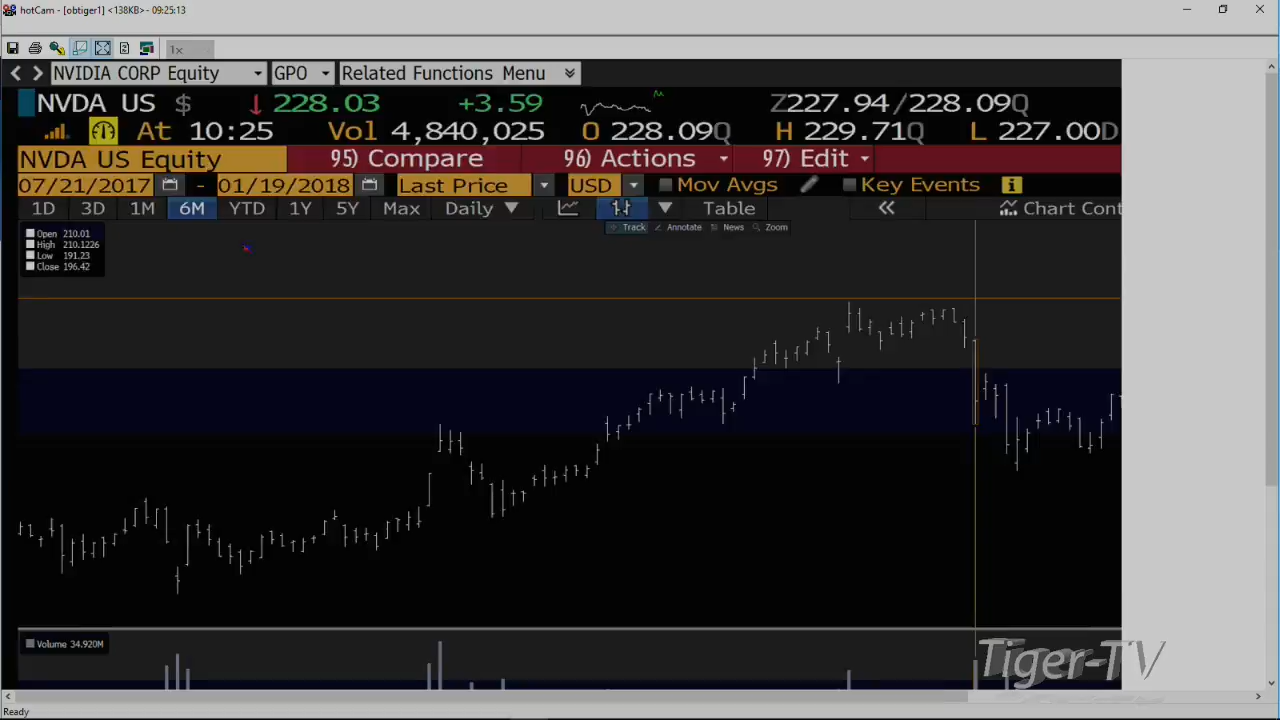 hotCam - [obtiger1] <138KB> - 09:25:13
1x
NVIDIA CORP Equity GPO Related Functions Menu
NVDA US $ ↓ 228.03 +3.59 Z227.94/228.09Q
At 10:25 Vol 4,840,025 O 228.09Q H 229.71Q L 227.00D
NVDA US Equity 95) Compare 96) Actions 97) Edit
07/21/2017 - 01/19/2018 Last Price USD Mov Avgs Key Events
1D 3D 1M 6M YTD 1Y 5Y Max Daily ▼ Table « Chart Cont
Track Annotate News Zoom
Open 210.01
High 210.1226
Low 191.23
Close 196.42
Volume 34.920M
Tiger-TV
Ready